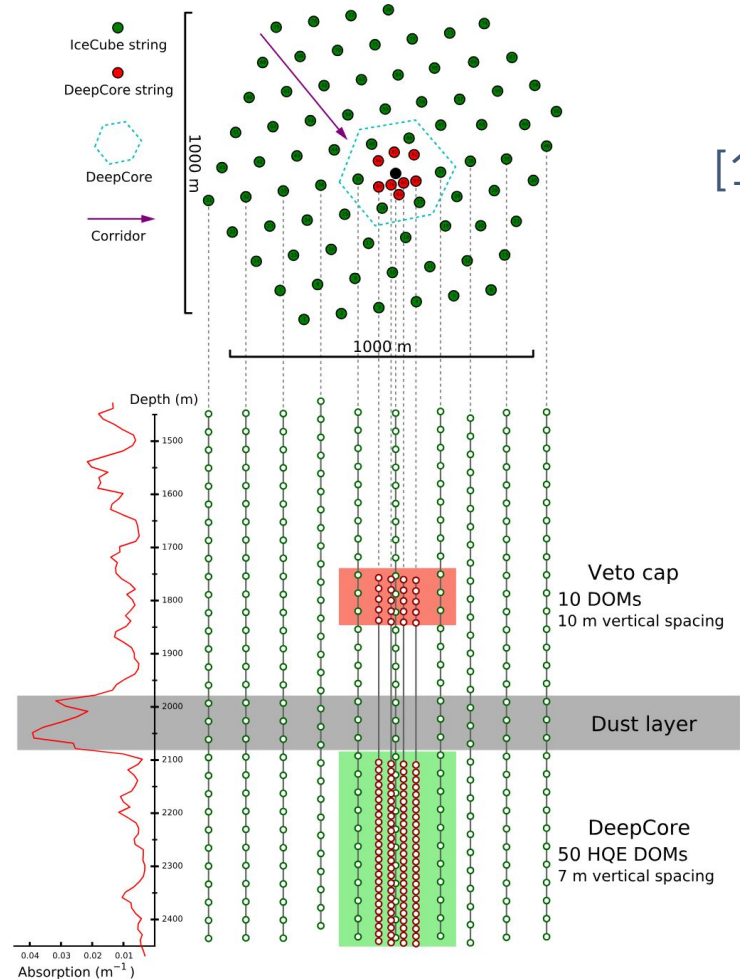 IceCube string
DeepCore string
DeepCore
Corridor
1000 m
[1
1000 m
Depth (m)
1500
1600
1700
1800
1900
2000
2100
2200
2300
2400
Veto cap
10 DOMs
10 m vertical spacing
Dust layer
DeepCore
50 HQE DOMs
7 m vertical spacing
0.04 0.03 0.02 0.01
Absorption (m⁻¹)